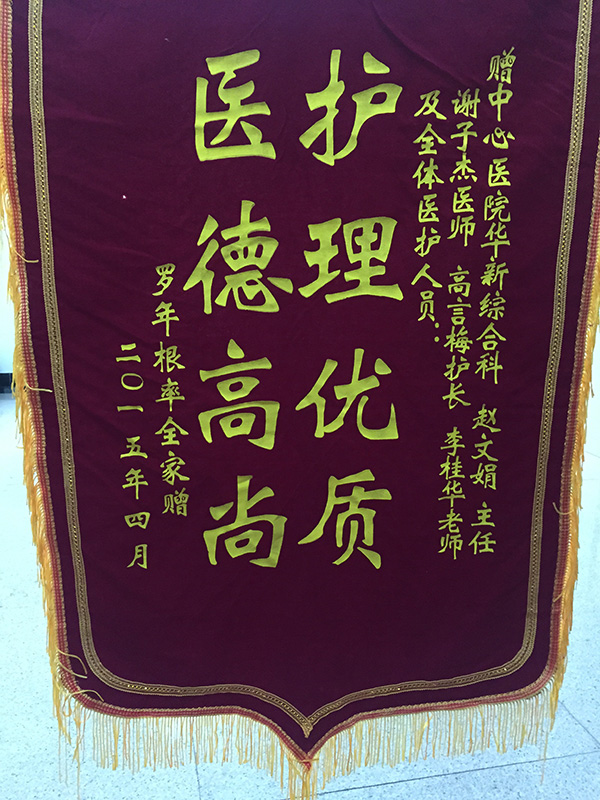 赠中心医院华新综合科 赵文娟 主任
谢子杰医师 高言梅护长 李桂华老师
及全体医护人员。
护理优质
医德高尚
罗年根率全家赠
二〇一五年四月